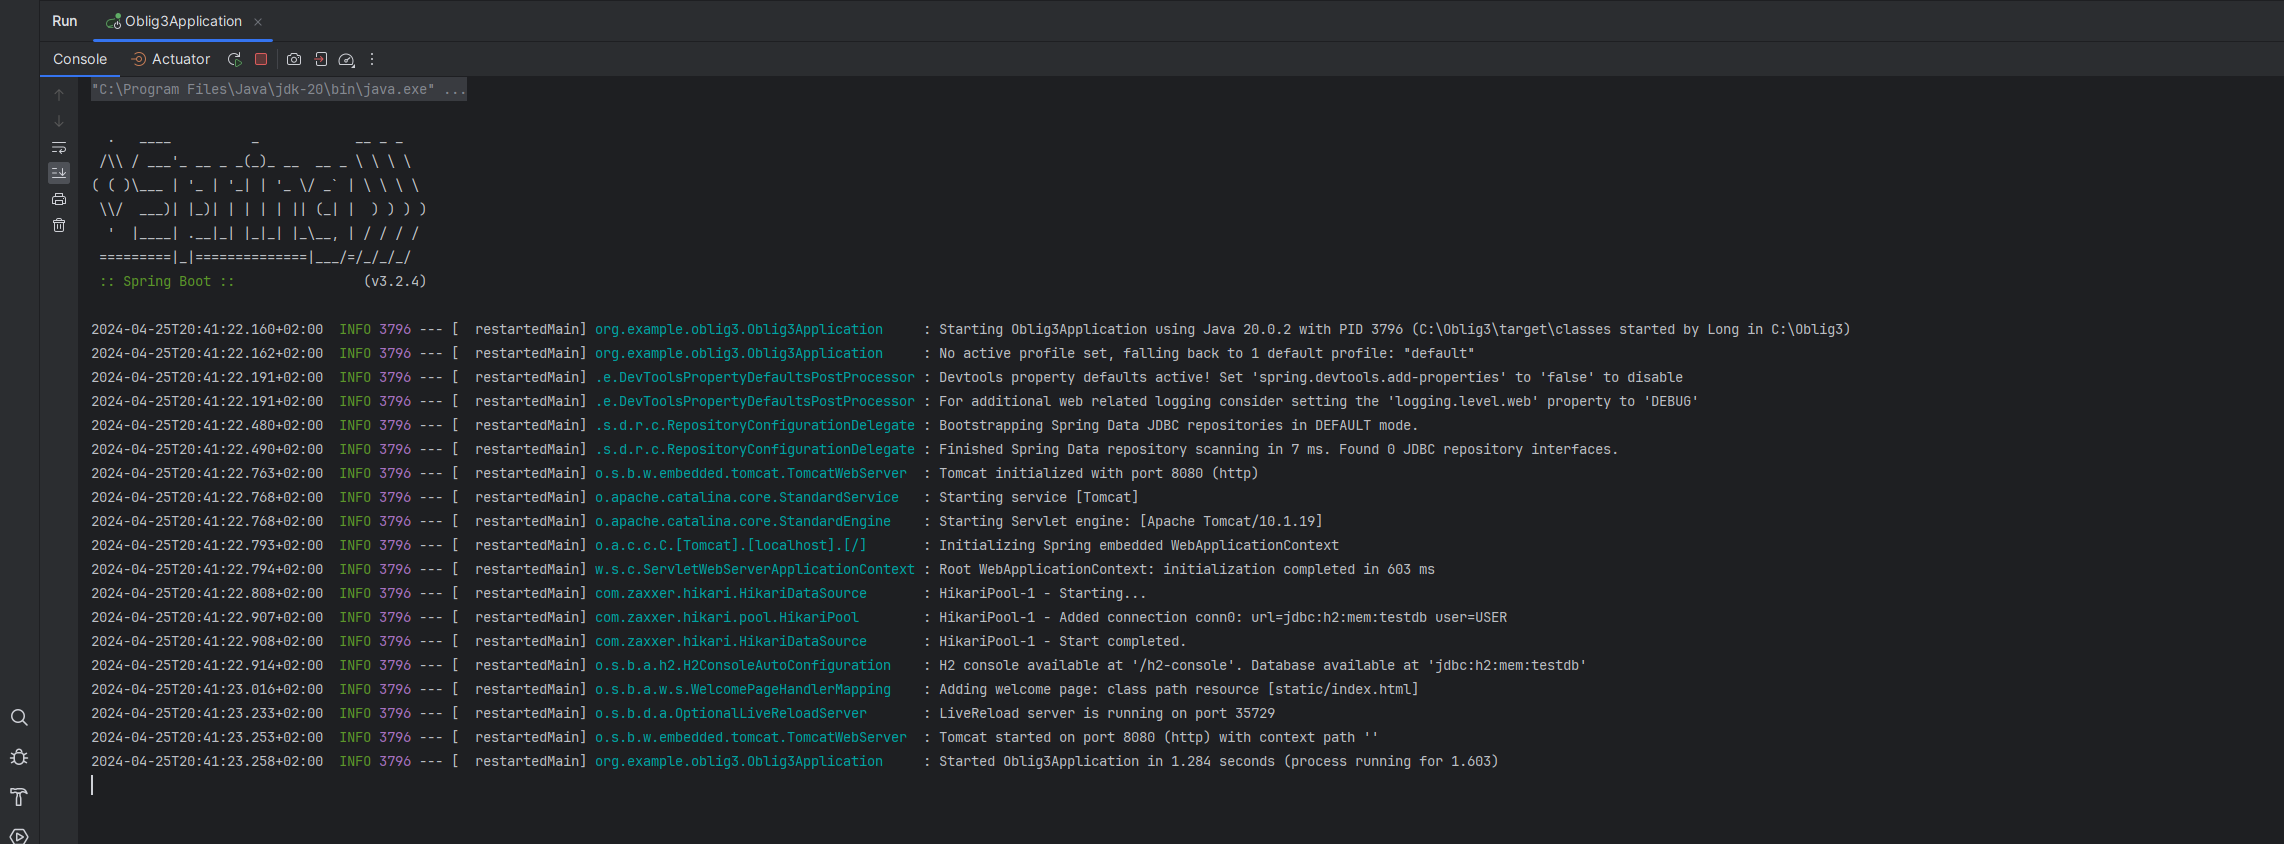 Run Oblig3Application ×
Console Actuator
"C:\Program Files\Java\jdk-20\bin\java.exe" ...
  .   ____          _            __ _ _
 /\\ / ___'_ __ _ _(_)_ __  __ _ \ \ \ \
( ( )\___ | '_ | '_| | '_ \/ _` | \ \ \ \
 \\/  ___)| |_)| | | | | || (_| |  ) ) ) )
  '  |____| .__|_| |_|_| |_\__, | / / / /
 =========|_|==============|___/=/_/_/_/
 :: Spring Boot ::                (v3.2.4)
2024-04-25T20:41:22.160+02:00  INFO 3796 --- [  restartedMain] org.example.oblig3.Oblig3Application     : Starting Oblig3Application using Java 20.0.2 with PID 3796 (C:\Oblig3\target\classes started by Long in C:\Oblig3)
2024-04-25T20:41:22.162+02:00  INFO 3796 --- [  restartedMain] org.example.oblig3.Oblig3Application     : No active profile set, falling back to 1 default profile: "default"
2024-04-25T20:41:22.191+02:00  INFO 3796 --- [  restartedMain] .e.DevToolsPropertyDefaultsPostProcessor : Devtools property defaults active! Set 'spring.devtools.add-properties' to 'false' to disable
2024-04-25T20:41:22.191+02:00  INFO 3796 --- [  restartedMain] .e.DevToolsPropertyDefaultsPostProcessor : For additional web related logging consider setting the 'logging.level.web' property to 'DEBUG'
2024-04-25T20:41:22.480+02:00  INFO 3796 --- [  restartedMain] .s.d.r.c.RepositoryConfigurationDelegate : Bootstrapping Spring Data JDBC repositories in DEFAULT mode.
2024-04-25T20:41:22.490+02:00  INFO 3796 --- [  restartedMain] .s.d.r.c.RepositoryConfigurationDelegate : Finished Spring Data repository scanning in 7 ms. Found 0 JDBC repository interfaces.
2024-04-25T20:41:22.763+02:00  INFO 3796 --- [  restartedMain] o.s.b.w.embedded.tomcat.TomcatWebServer  : Tomcat initialized with port 8080 (http)
2024-04-25T20:41:22.768+02:00  INFO 3796 --- [  restartedMain] o.apache.catalina.core.StandardService   : Starting service [Tomcat]
2024-04-25T20:41:22.768+02:00  INFO 3796 --- [  restartedMain] o.apache.catalina.core.StandardEngine    : Starting Servlet engine: [Apache Tomcat/10.1.19]
2024-04-25T20:41:22.793+02:00  INFO 3796 --- [  restartedMain] o.a.c.c.C.[Tomcat].[localhost].[/]       : Initializing Spring embedded WebApplicationContext
2024-04-25T20:41:22.794+02:00  INFO 3796 --- [  restartedMain] w.s.c.ServletWebServerApplicationContext : Root WebApplicationContext: initialization completed in 603 ms
2024-04-25T20:41:22.808+02:00  INFO 3796 --- [  restartedMain] com.zaxxer.hikari.HikariDataSource       : HikariPool-1 - Starting...
2024-04-25T20:41:22.907+02:00  INFO 3796 --- [  restartedMain] com.zaxxer.hikari.pool.HikariPool        : HikariPool-1 - Added connection conn0: url=jdbc:h2:mem:testdb user=USER
2024-04-25T20:41:22.908+02:00  INFO 3796 --- [  restartedMain] com.zaxxer.hikari.HikariDataSource       : HikariPool-1 - Start completed.
2024-04-25T20:41:22.914+02:00  INFO 3796 --- [  restartedMain] o.s.b.a.h2.H2ConsoleAutoConfiguration    : H2 console available at '/h2-console'. Database available at 'jdbc:h2:mem:testdb'
2024-04-25T20:41:23.016+02:00  INFO 3796 --- [  restartedMain] o.s.b.a.w.s.WelcomePageHandlerMapping    : Adding welcome page: class path resource [static/index.html]
2024-04-25T20:41:23.233+02:00  INFO 3796 --- [  restartedMain] o.s.b.d.a.OptionalLiveReloadServer       : LiveReload server is running on port 35729
2024-04-25T20:41:23.253+02:00  INFO 3796 --- [  restartedMain] o.s.b.w.embedded.tomcat.TomcatWebServer  : Tomcat started on port 8080 (http) with context path ''
2024-04-25T20:41:23.258+02:00  INFO 3796 --- [  restartedMain] org.example.oblig3.Oblig3Application     : Started Oblig3Application in 1.284 seconds (process running for 1.603)